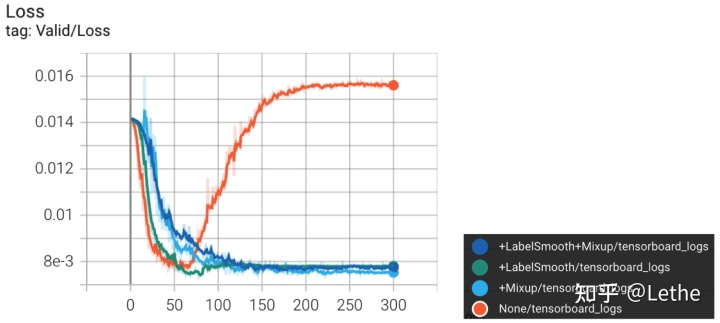 Loss
tag: Valid/Loss
0.016
0.014
0.012
0.01
8e-3
0 50 100 150 200 250 300
+LabelSmooth+Mixup/tensorboard_logs
+LabelSmooth/tensorboard_logs
+Mixup/tensorboard_logs
知乎 @Lethe
None/tensorboard_logs